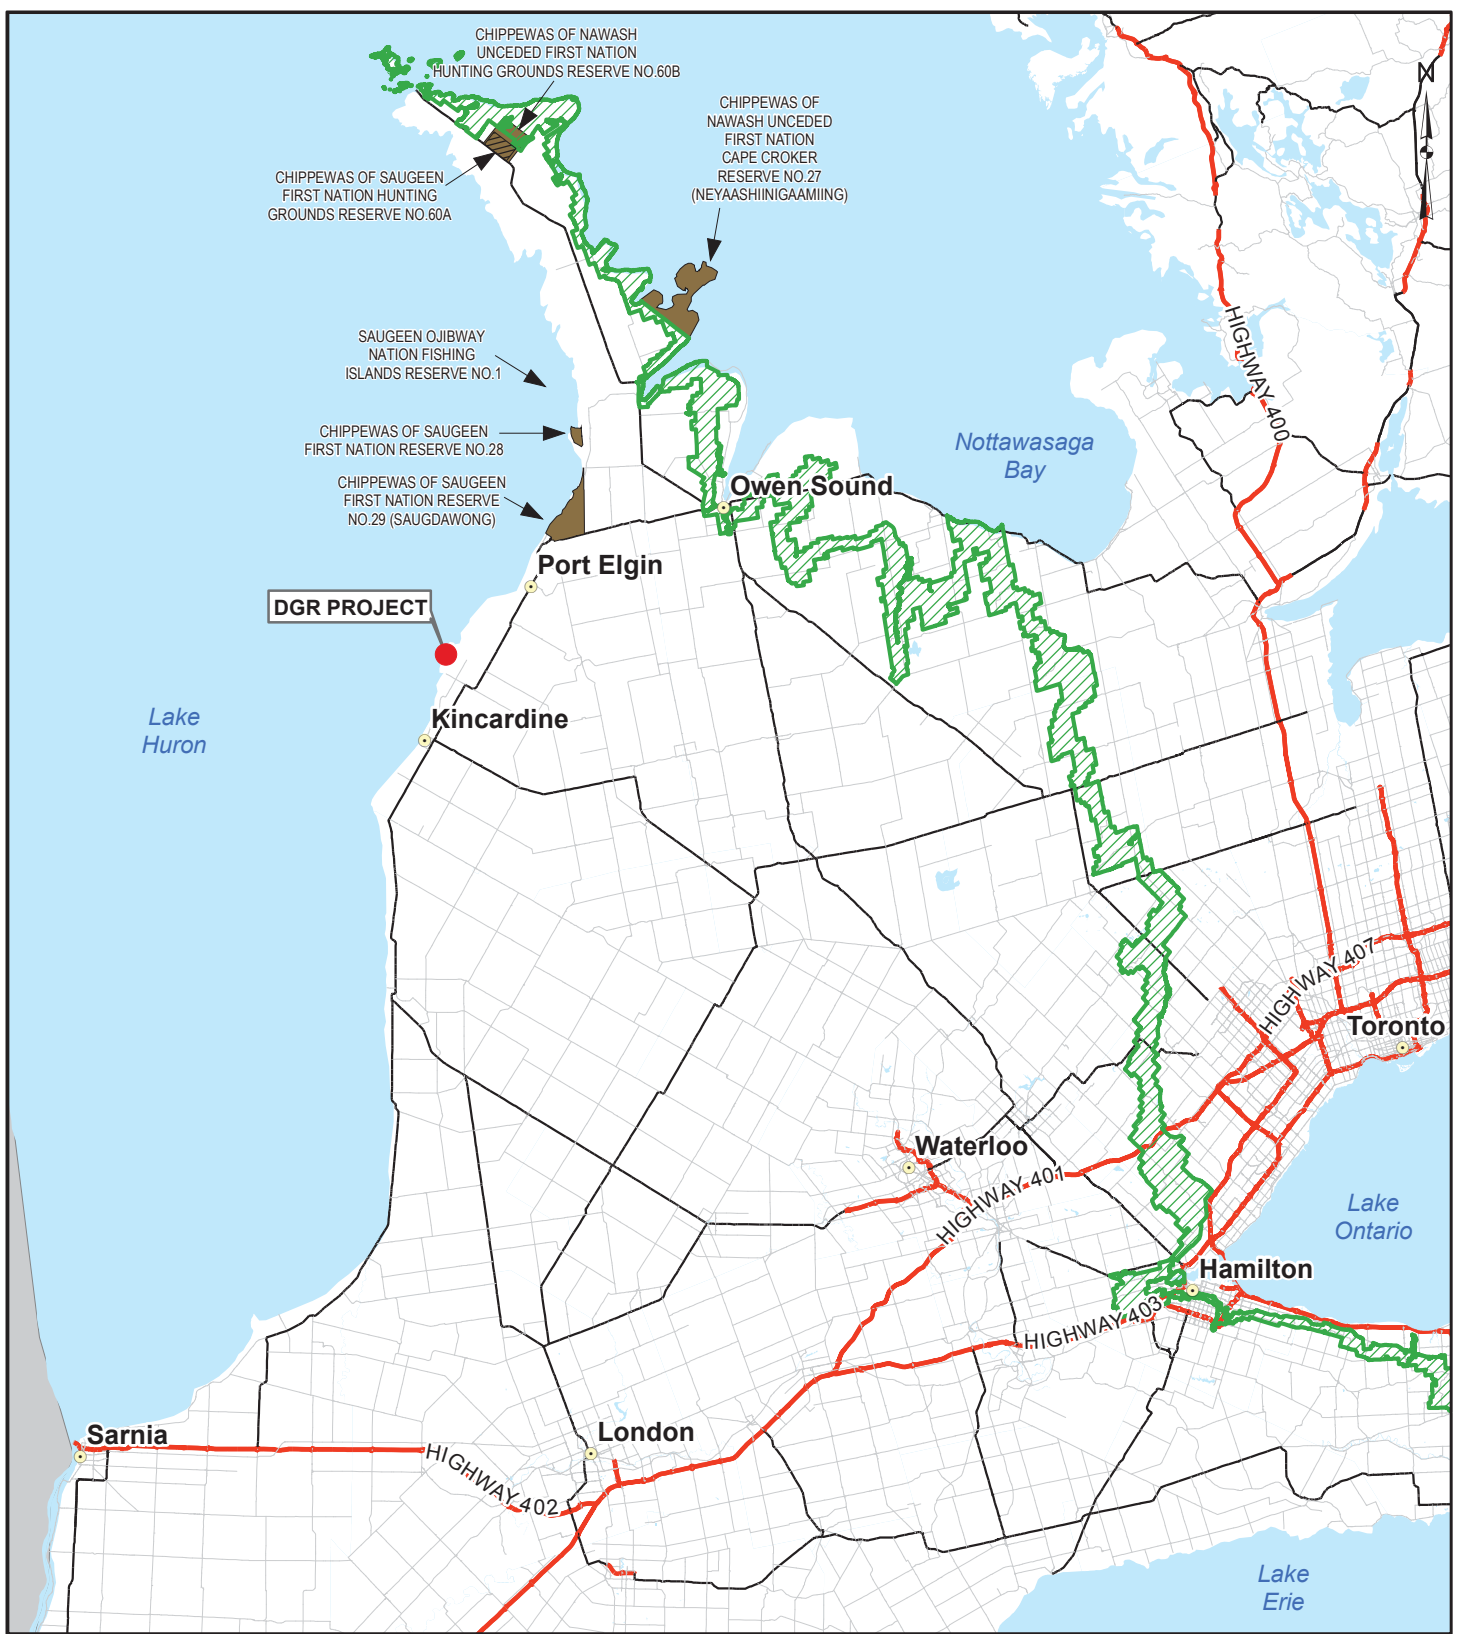 CHIPPEWAS OF NAWASH
UNCEDED FIRST NATION
HUNTING GROUNDS RESERVE NO.60B
N
CHIPPEWAS OF
NAWASH UNCEDED
FIRST NATION
CAPE CROKER
RESERVE NO.27
(NEYAASHIINIGAAMIING)
CHIPPEWAS OF SAUGEEN
FIRST NATION HUNTING
GROUNDS RESERVE NO.60A
SAUGEEN OJIBWAY
NATION FISHING
ISLANDS RESERVE NO.1
HIGHWAY 400
CHIPPEWAS OF SAUGEEN
FIRST NATION RESERVE NO.28
Nottawasaga
Bay
CHIPPEWAS OF SAUGEEN
FIRST NATION RESERVE
NO.29 (SAUGDAWONG)
Owen Sound
Port Elgin
DGR PROJECT
Lake
Huron
Kincardine
HIGHWAY 407
Toronto
Waterloo
HIGHWAY 401
Lake
Ontario
Hamilton
HIGHWAY 403
Sarnia
London
HIGHWAY 402
Lake
Erie